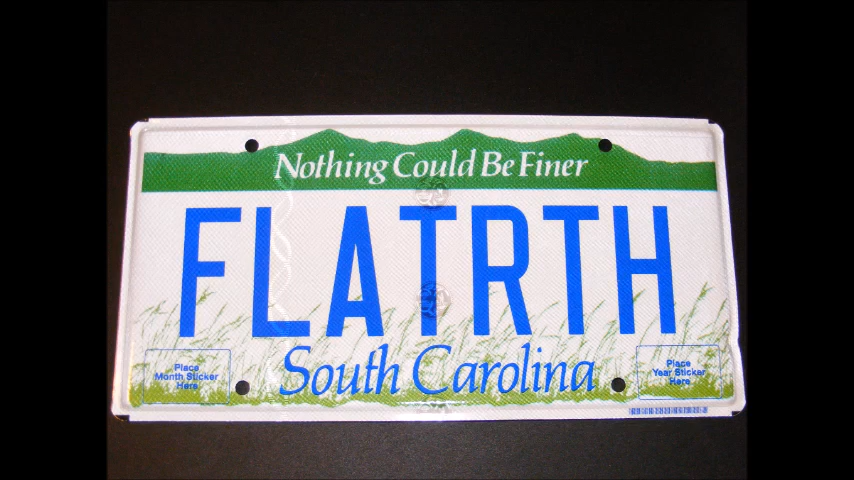 Nothing Could Be Finer
FLATRTH
South Carolina
Place
Month Sticker
Here
Place
Year Sticker
Here